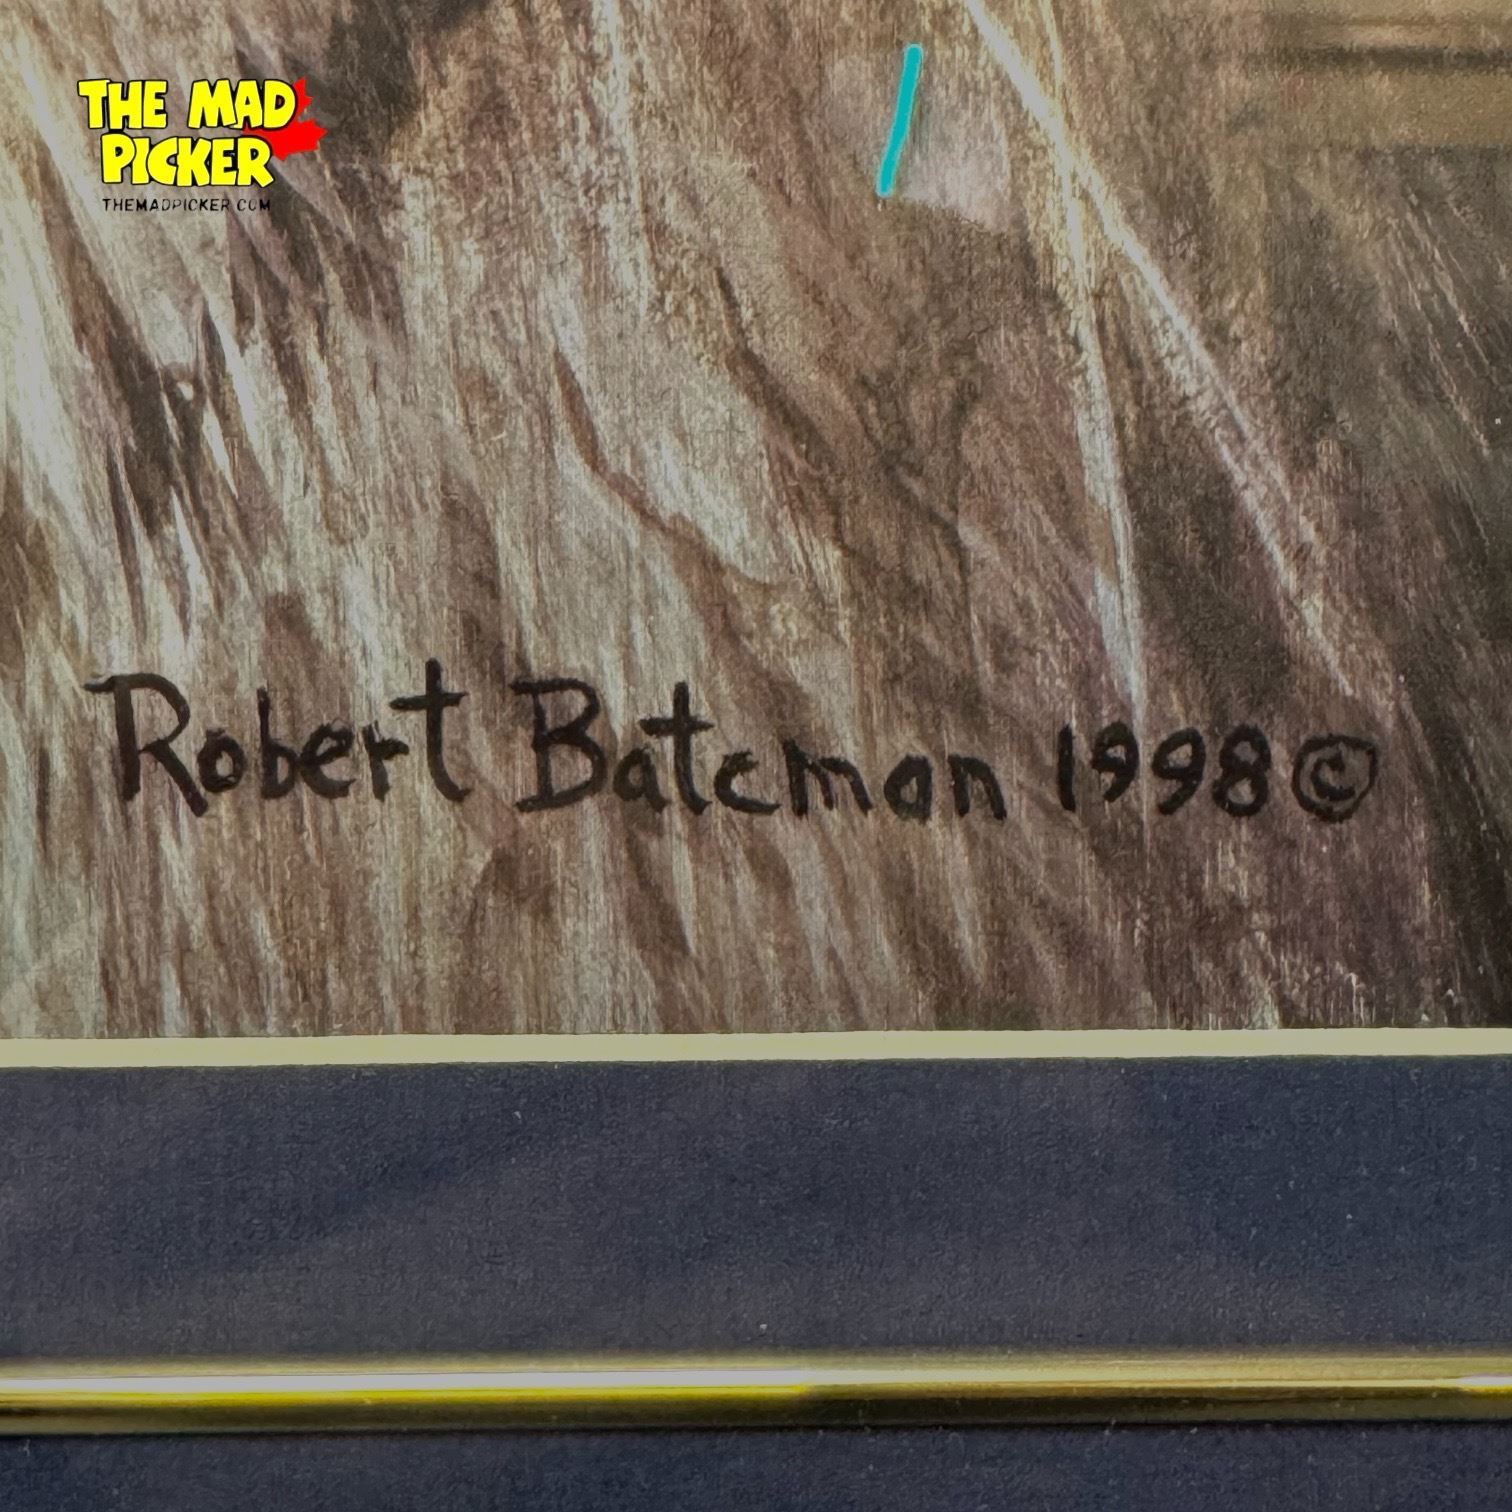 THE MAD
PICKER
THEMADPICKER.COM
Robert Bateman 1998©